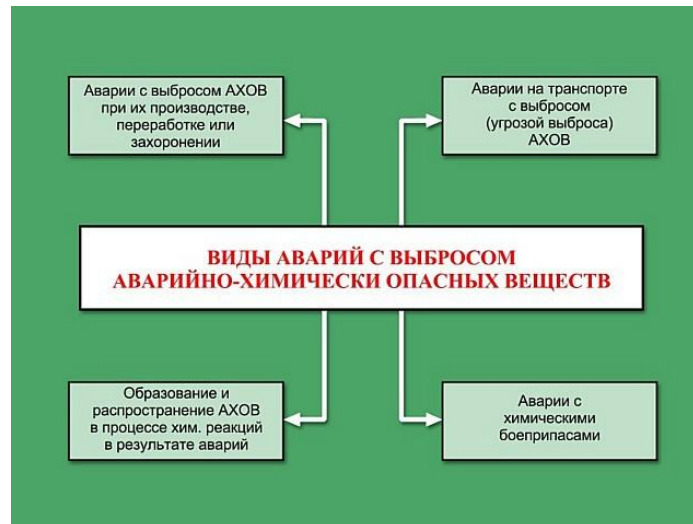 Аварии с выбросом АХОВ
при их производстве,
переработке или
захоронении
Аварии на транспорте
с выбросом
(угрозой выброса)
АХОВ
ВИДЫ АВАРИЙ С ВЫБРОСОМ
АВАРИЙНО-ХИМИЧЕСКИ ОПАСНЫХ ВЕЩЕСТВ
Образование и
распространение АХОВ
в процессе хим. реакций
в результате аварий
Аварии с
химическими
боеприпасами